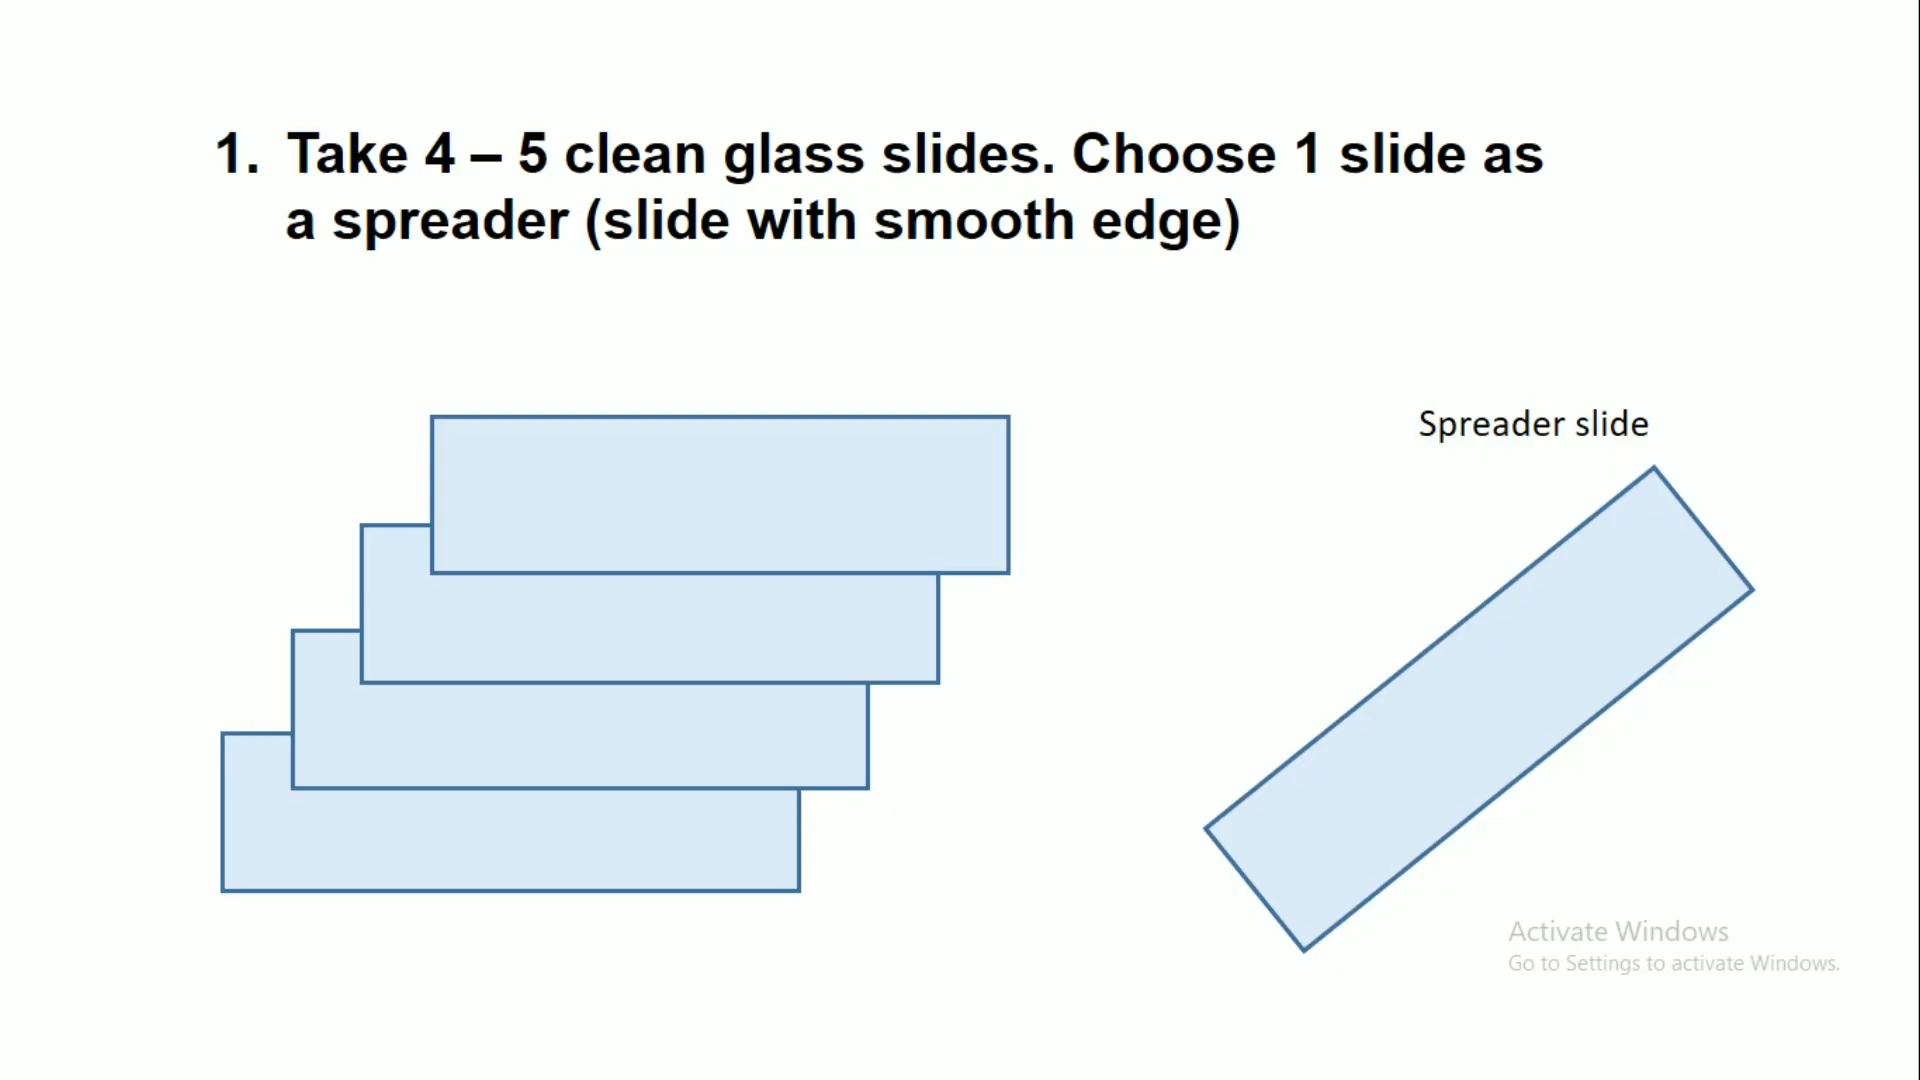 1. Take 4 – 5 clean glass slides. Choose 1 slide as
a spreader (slide with smooth edge)
Spreader slide
Activate Windows
Go to Settings to activate Windows.